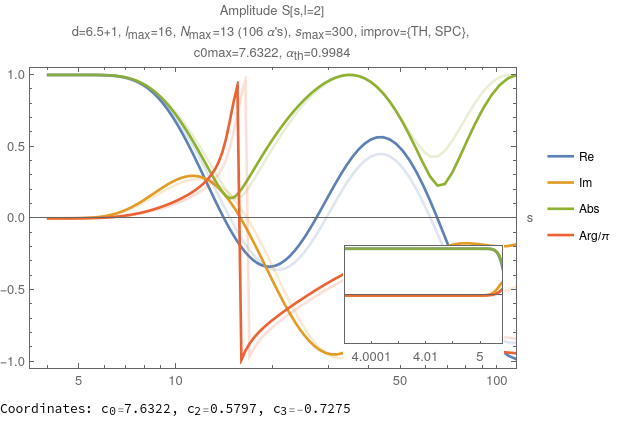 Amplitude S[s,l=2]
d=6.5+1, lmax=16, Nmax=13 (106 α's), smax=300, improv={TH, SPC},
c0max=7.6322, αth=0.9984
1.0
0.5
0.0
−0.5
−1.0
s
Re
Im
Abs
Arg/π
4.0001 4.01 5
5 10 50 100
Coordinates: c0=7.6322, c2=0.5797, c3=-0.7275